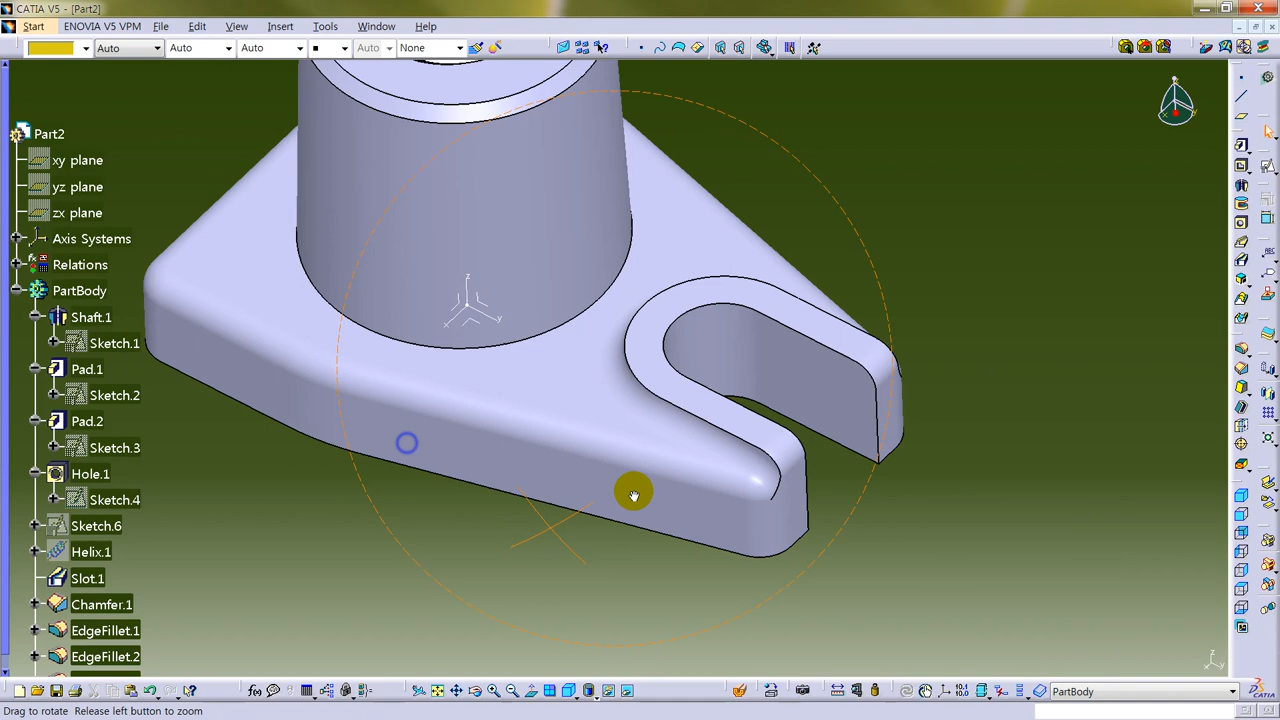 CATIA V5 - [Part2]
Start ENOVIA V5 VPM File Edit View Insert Tools Window Help
Auto Auto Auto Auto None
Part2
xy plane
yz plane
zx plane
Axis Systems
Relations
PartBody
Shaft.1
Sketch.1
Pad.1
Sketch.2
Pad.2
Sketch.3
Hole.1
Sketch.4
Sketch.6
Helix.1
Slot.1
Chamfer.1
EdgeFillet.1
EdgeFillet.2
z
x
y
PartBody
Drag to rotate Release left button to zoom